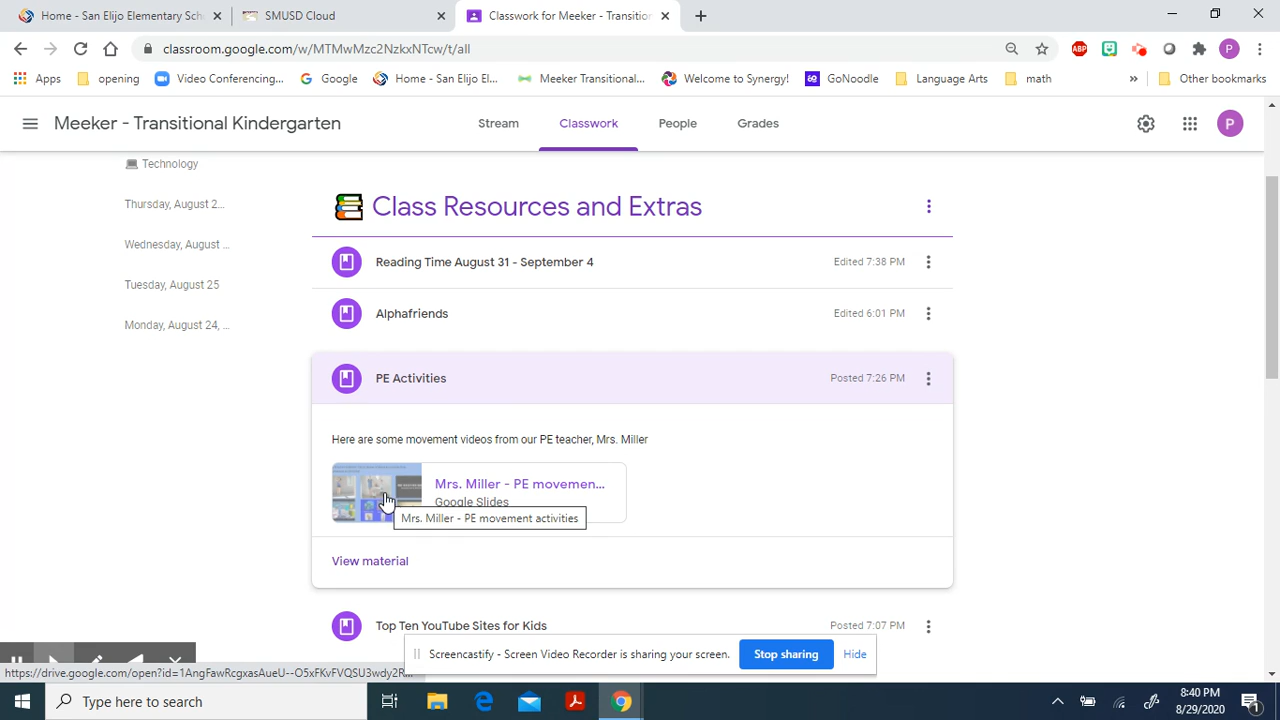 Home - San Elijo Elementary Sch
SMUSD Cloud
Classwork for Meeker - Transitio
classroom.google.com/w/MTMwMzc2NzkxNTcw/t/all
ABP
P
Apps
opening
Video Conferencing...
Google
Home - San Elijo El...
Meeker Transitional...
Welcome to Synergy!
GoNoodle
Language Arts
math
»
Other bookmarks
Meeker - Transitional Kindergarten
Stream
Classwork
People
Grades
P
Technology
Thursday, August 2...
Wednesday, August ...
Tuesday, August 25
Monday, August 24, ...
Class Resources and Extras
Reading Time August 31 - September 4
Edited 7:38 PM
Alphafriends
Edited 6:01 PM
PE Activities
Posted 7:26 PM
Here are some movement videos from our PE teacher, Mrs. Miller
Mrs. Miller - PE movemen...
Google Slides
Mrs. Miller - PE movement activities
View material
Top Ten YouTube Sites for Kids
Posted 7:07 PM
Screencastify - Screen Video Recorder is sharing your screen.
Stop sharing
Hide
https://drive.google.com/open?id=1AngFawRcgxasAueU--O5xFKvFVQSU3wdy2R...
Type here to search
8:40 PM
8/29/2020
1